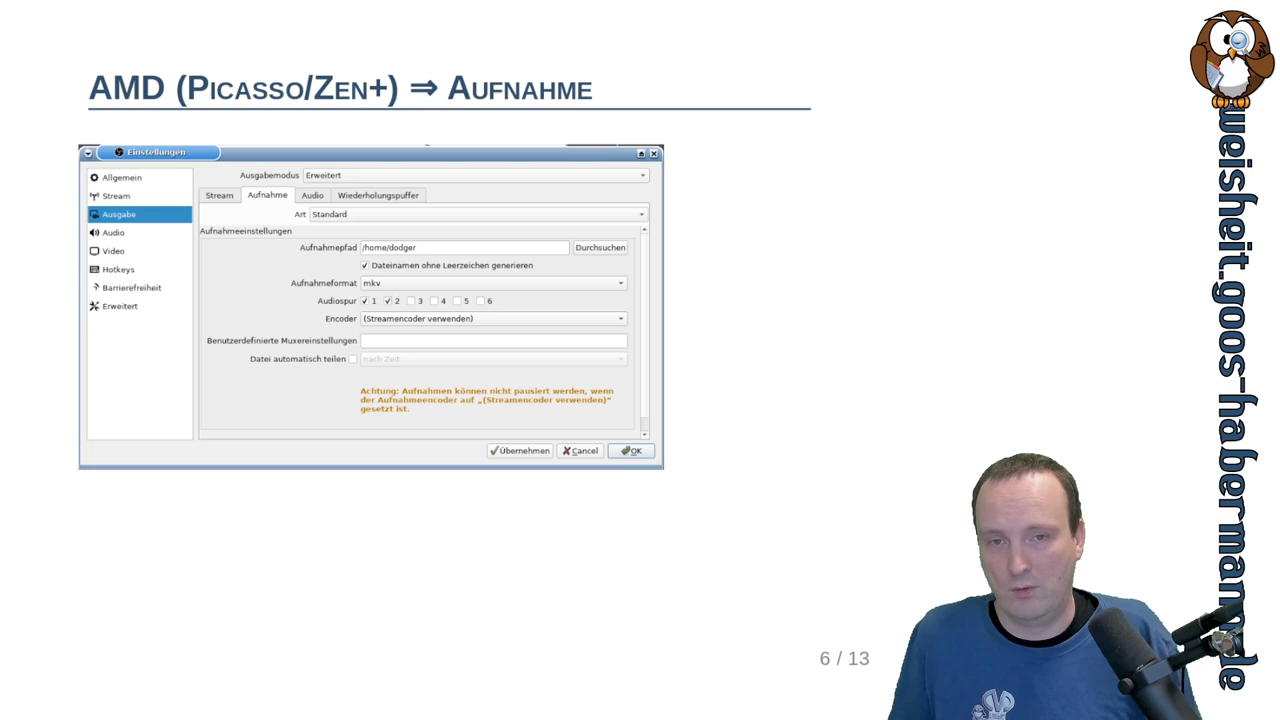 AMD (Picasso/Zen+) ⇒ Aufnahme
Einstellungen
Allgemein
Stream
Ausgabe
Audio
Video
Hotkeys
Barrierefreiheit
Erweitert
Ausgabemodus Erweitert
Stream Aufnahme Audio Wiederholungspuffer
Art Standard
Aufnahmeeinstellungen
Aufnahmepfad /home/dodger Durchsuchen
Dateinamen ohne Leerzeichen generieren
Aufnahmeformat mkv
Audiospur 1 2 3 4 5 6
Encoder (Streamencoder verwenden)
Benutzerdefinierte Muxereinstellungen
Datei automatisch teilen nach Zeit
Achtung: Aufnahmen können nicht pausiert werden, wenn
der Aufnahmeencoder auf „(Streamencoder verwenden)“
gesetzt ist.
Übernehmen Cancel OK
6 / 13
weisheit.goos-habermann.de